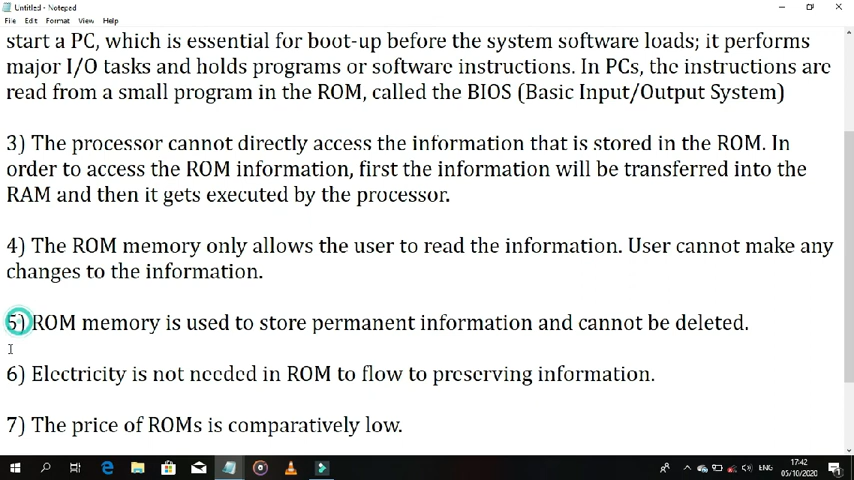 Untitled - Notepad
File Edit Format View Help
start a PC, which is essential for boot-up before the system software loads; it performs
major I/O tasks and holds programs or software instructions. In PCs, the instructions are
read from a small program in the ROM, called the BIOS (Basic Input/Output System)
3) The processor cannot directly access the information that is stored in the ROM. In
order to access the ROM information, first the information will be transferred into the
RAM and then it gets executed by the processor.
4) The ROM memory only allows the user to read the information. User cannot make any
changes to the information.
5) ROM memory is used to store permanent information and cannot be deleted.
6) Electricity is not needed in ROM to flow to preserving information.
7) The price of ROMs is comparatively low.
ENG
17:42
05/10/2020